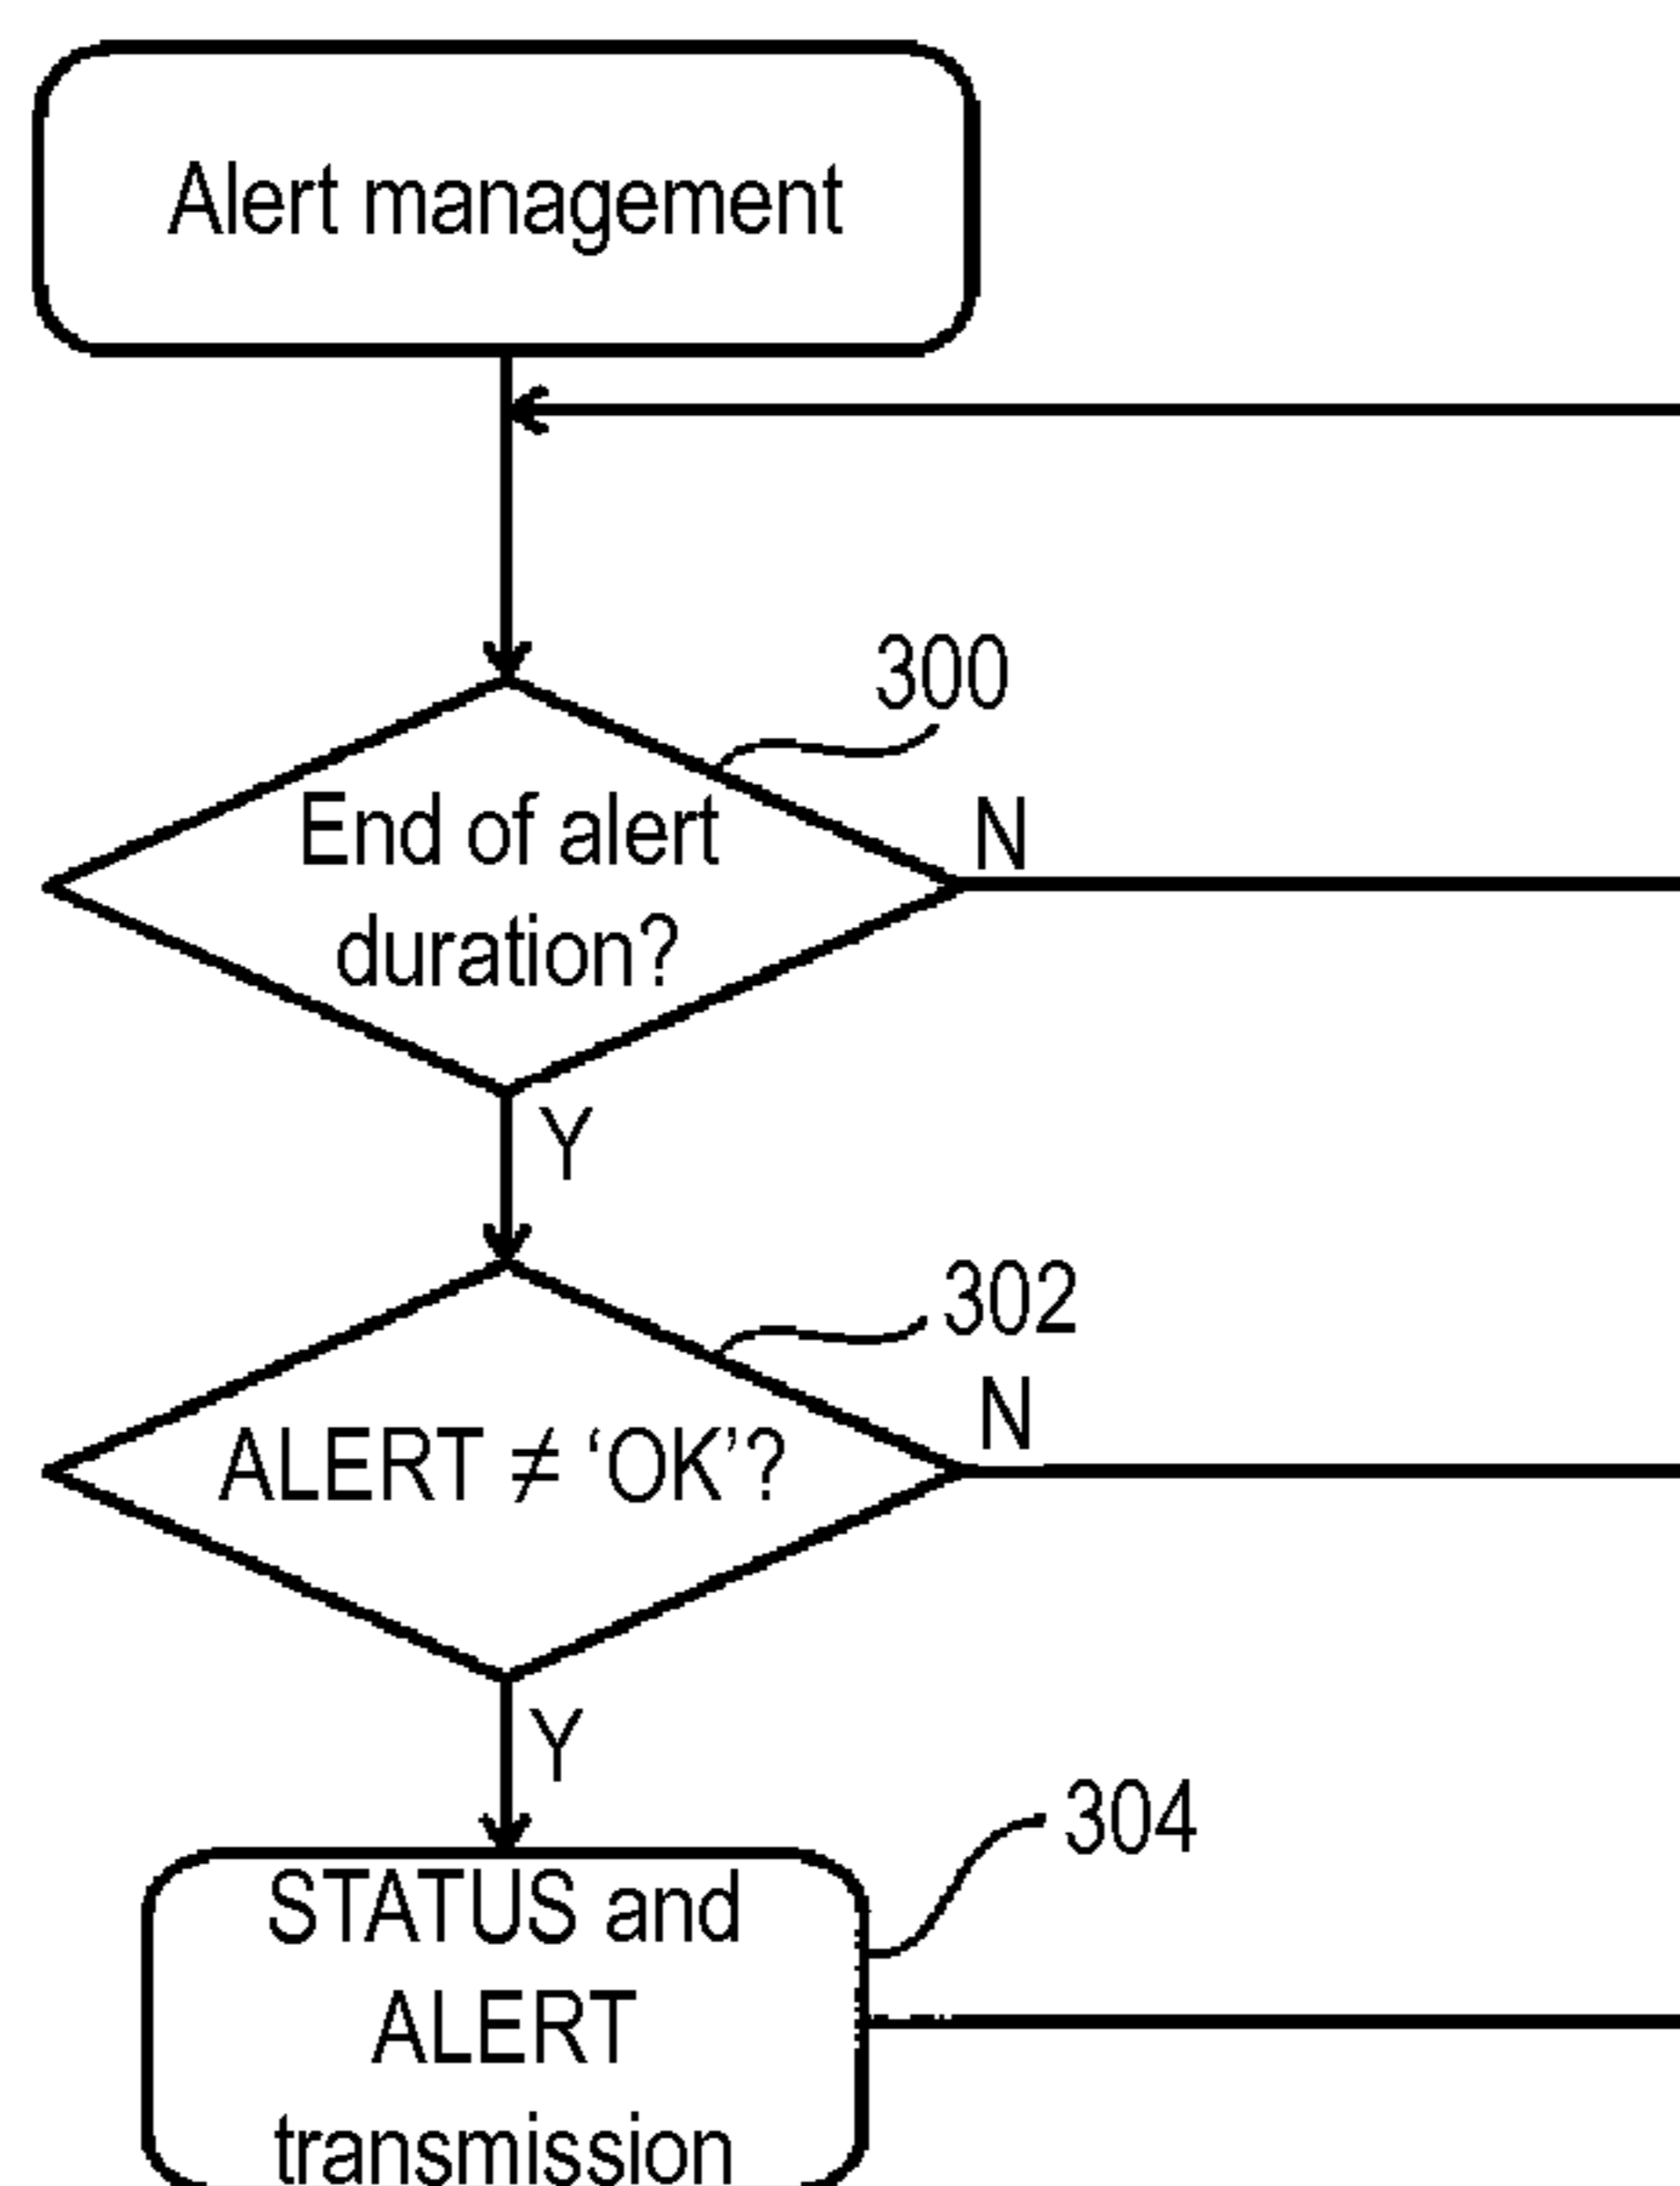 Alert management
300
End of alert
duration?
N
Y
302
ALERT ≠ ‘OK’?
N
Y
304
STATUS and
ALERT
transmission